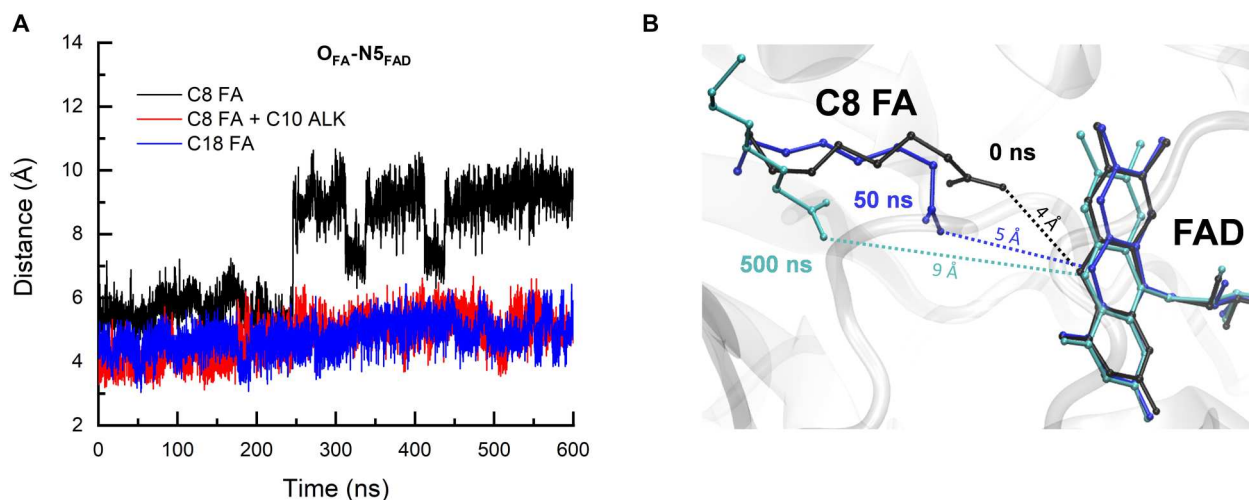 A
O_FA-N5_FAD
C8 FA
C8 FA + C10 ALK
C18 FA
14
12
10
8
6
4
2
Distance (Å)
0
100
200
300
400
500
600
Time (ns)
B
C8 FA
0 ns
50 ns
4 Å
5 Å
FAD
500 ns
9 Å